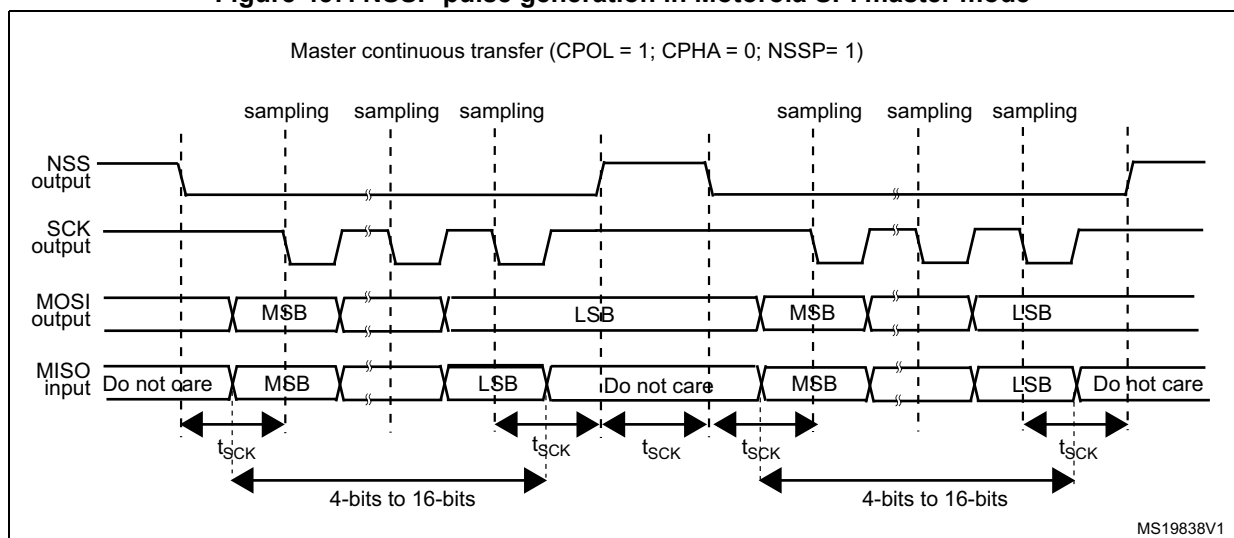 Master continuous transfer (CPOL = 1; CPHA = 0; NSSP= 1)
sampling sampling sampling sampling sampling sampling
NSS
output
SCK
output
MOSI
output
MSB LSB MSB LSB
MISO
input
Do not care MSB LSB Do not care MSB LSB Do not care
tSCK tSCK tSCK tSCK tSCK
4-bits to 16-bits 4-bits to 16-bits
MS19838V1